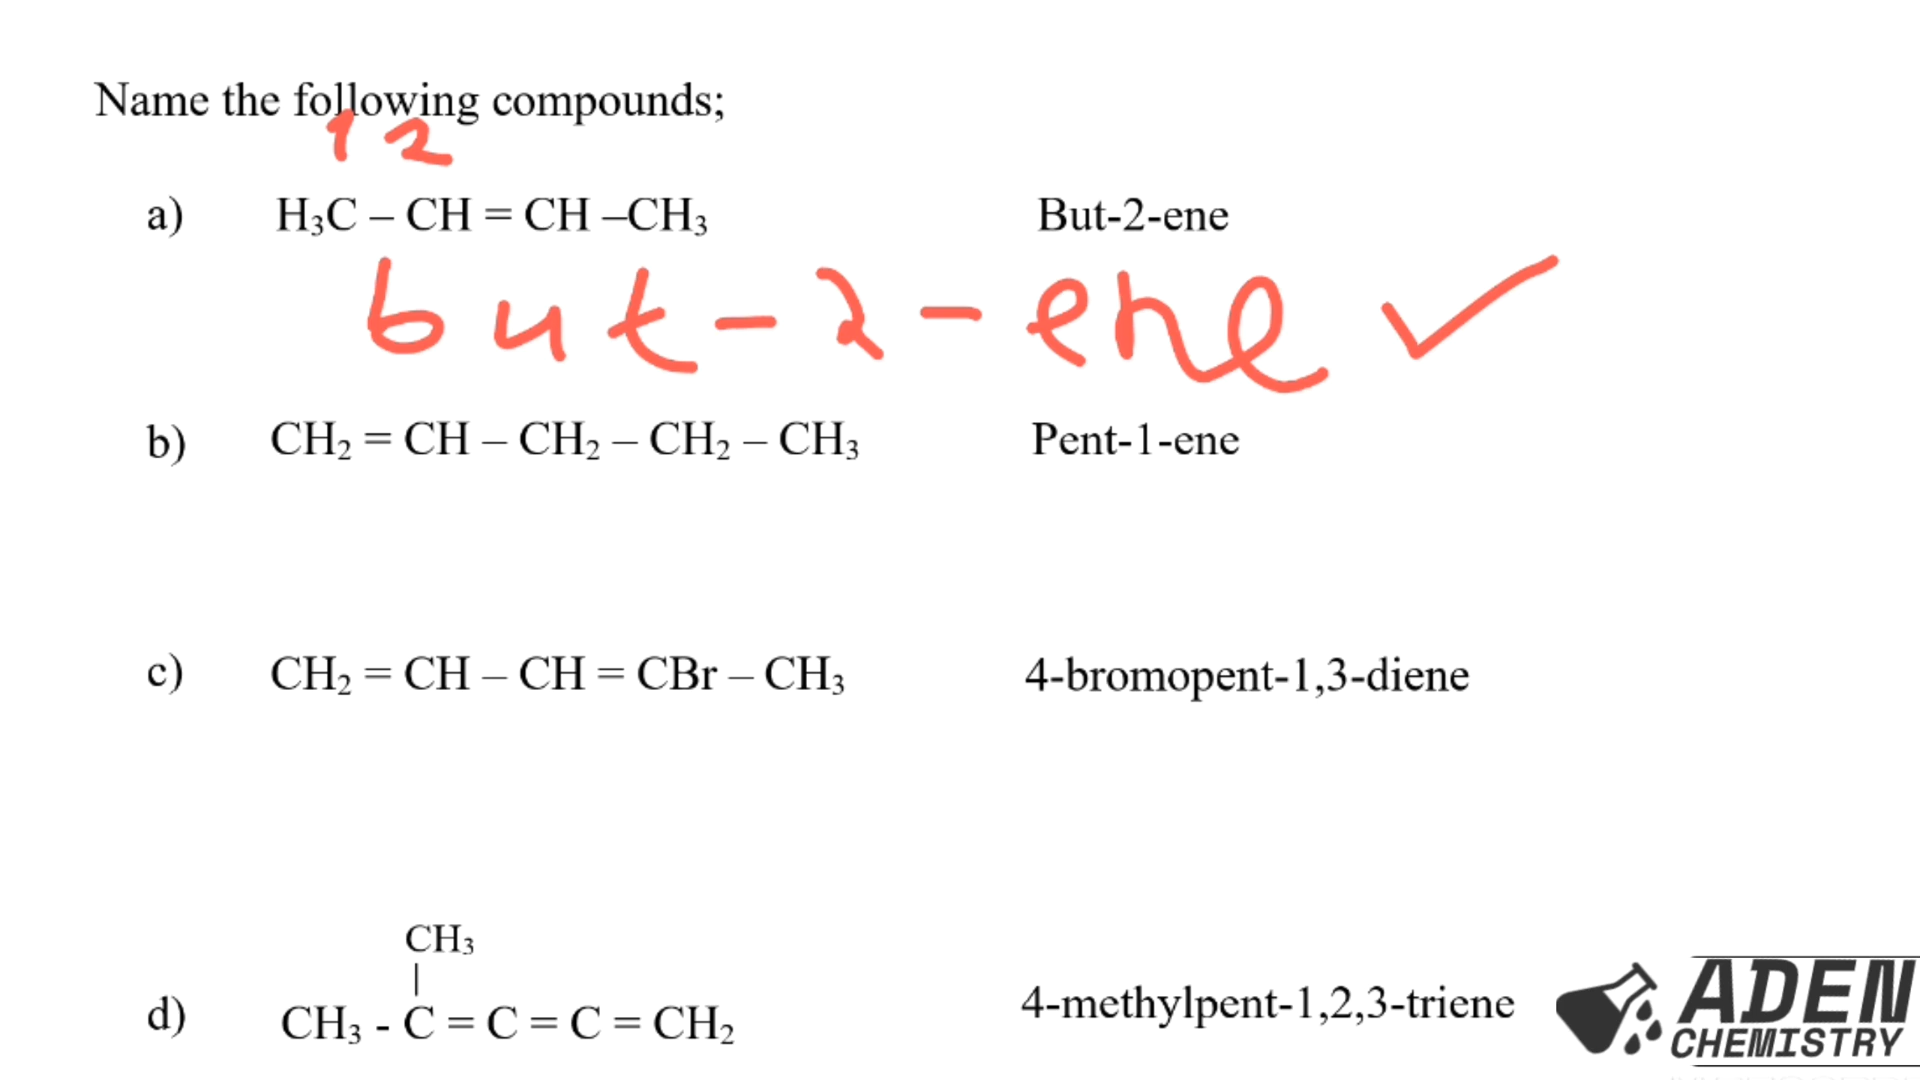 Name the following compounds;
1 2
a) H₃C – CH = CH –CH₃ But-2-ene
but-2-ene ✓
b) CH₂ = CH – CH₂ – CH₂ – CH₃ Pent-1-ene
c) CH₂ = CH – CH = CBr – CH₃ 4-bromopent-1,3-diene
CH₃
|
d) CH₃ - C = C = C = CH₂ 4-methylpent-1,2,3-triene
ADEN
CHEMISTRY